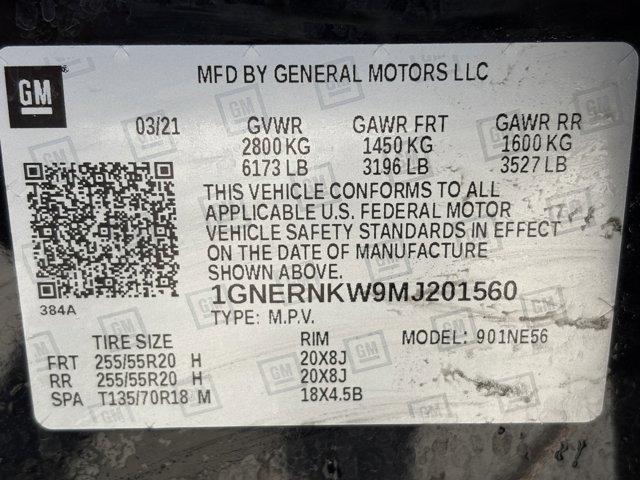 GM
MFD BY GENERAL MOTORS LLC
03/21 GVWR GAWR FRT GAWR RR
2800 KG 1450 KG 1600 KG
6173 LB 3196 LB 3527 LB
THIS VEHICLE CONFORMS TO ALL
APPLICABLE U.S. FEDERAL MOTOR
VEHICLE SAFETY STANDARDS IN EFFECT
ON THE DATE OF MANUFACTURE
SHOWN ABOVE.
384A
1GNERNKW9MJ201560
TYPE: M.P.V.
TIRE SIZE RIM MODEL: 901NE56
FRT 255/55R20 H 20X8J
RR 255/55R20 H 20X8J
SPA T135/70R18 M 18X4.5B